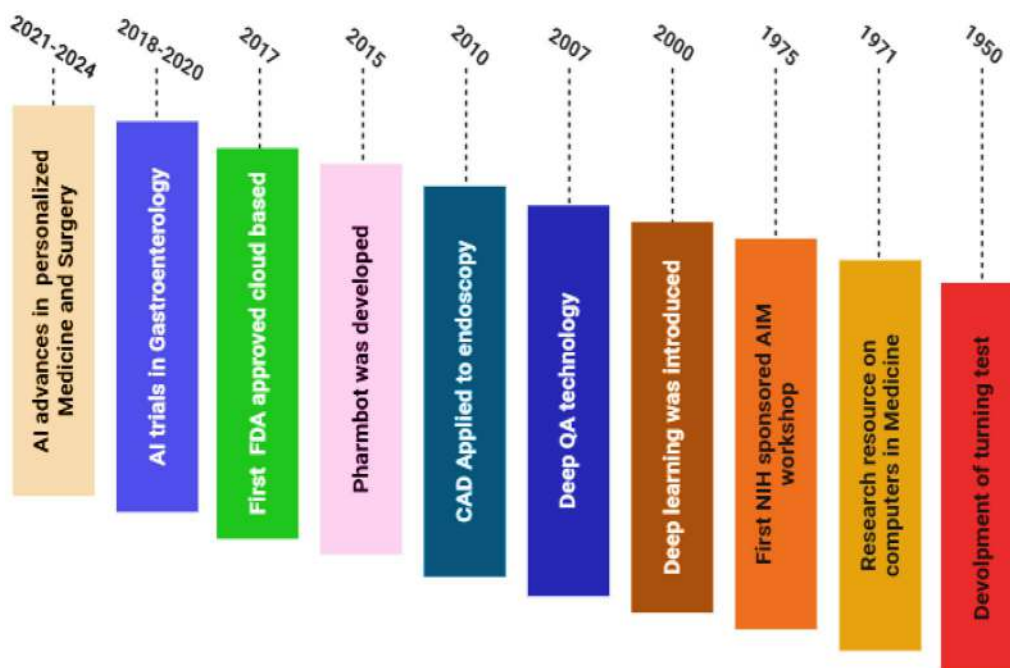 2021-2024
2018-2020
2017
2015
2010
2007
2000
1975
1971
1950
AI advances in personalized
Medicine and Surgery
AI trials in Gastroenterology
First FDA approved cloud based
Pharmbot was developed
CAD Applied to endoscopy
Deep QA technology
Deep learning was introduced
First NIH sponsored AIM
workshop
Research resource on
computers in Medicine
Devolpment of turning test